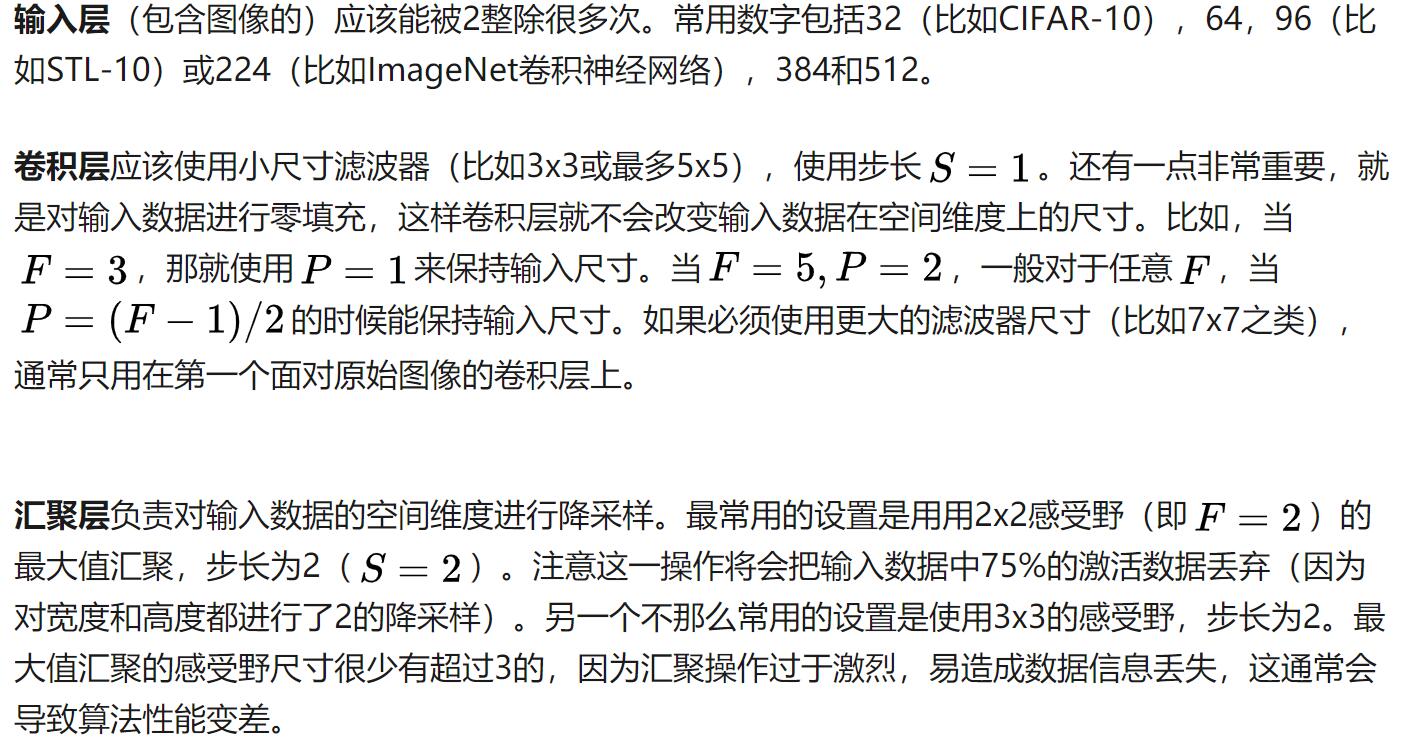 输入层（包含图像的）应该能被2整除很多次。常用数字包括32（比如CIFAR-10），64，96（比
如STL-10）或224（比如ImageNet卷积神经网络），384和512。
卷积层应该使用小尺寸滤波器（比如3x3或最多5x5），使用步长 S = 1 。还有一点非常重要，就
是对输入数据进行零填充，这样卷积层就不会改变输入数据在空间维度上的尺寸。比如，当
F = 3 ，那就使用 P = 1 来保持输入尺寸。当 F = 5, P = 2 ，一般对于任意 F ，当
P = (F − 1)/2 的时候能保持输入尺寸。如果必须使用更大的滤波器尺寸（比如7x7之类），
通常只用在第一个面对原始图像的卷积层上。
汇聚层负责对输入数据的空间维度进行降采样。最常用的设置是用用2x2感受野（即 F = 2 ）的
最大值汇聚，步长为2（ S = 2 ）。注意这一操作将会把输入数据中75%的激活数据丢弃（因为
对宽度和高度都进行了2的降采样）。另一个不那么常用的设置是使用3x3的感受野，步长为2。最
大值汇聚的感受野尺寸很少有超过3的，因为汇聚操作过于激烈，易造成数据信息丢失，这通常会
导致算法性能变差。